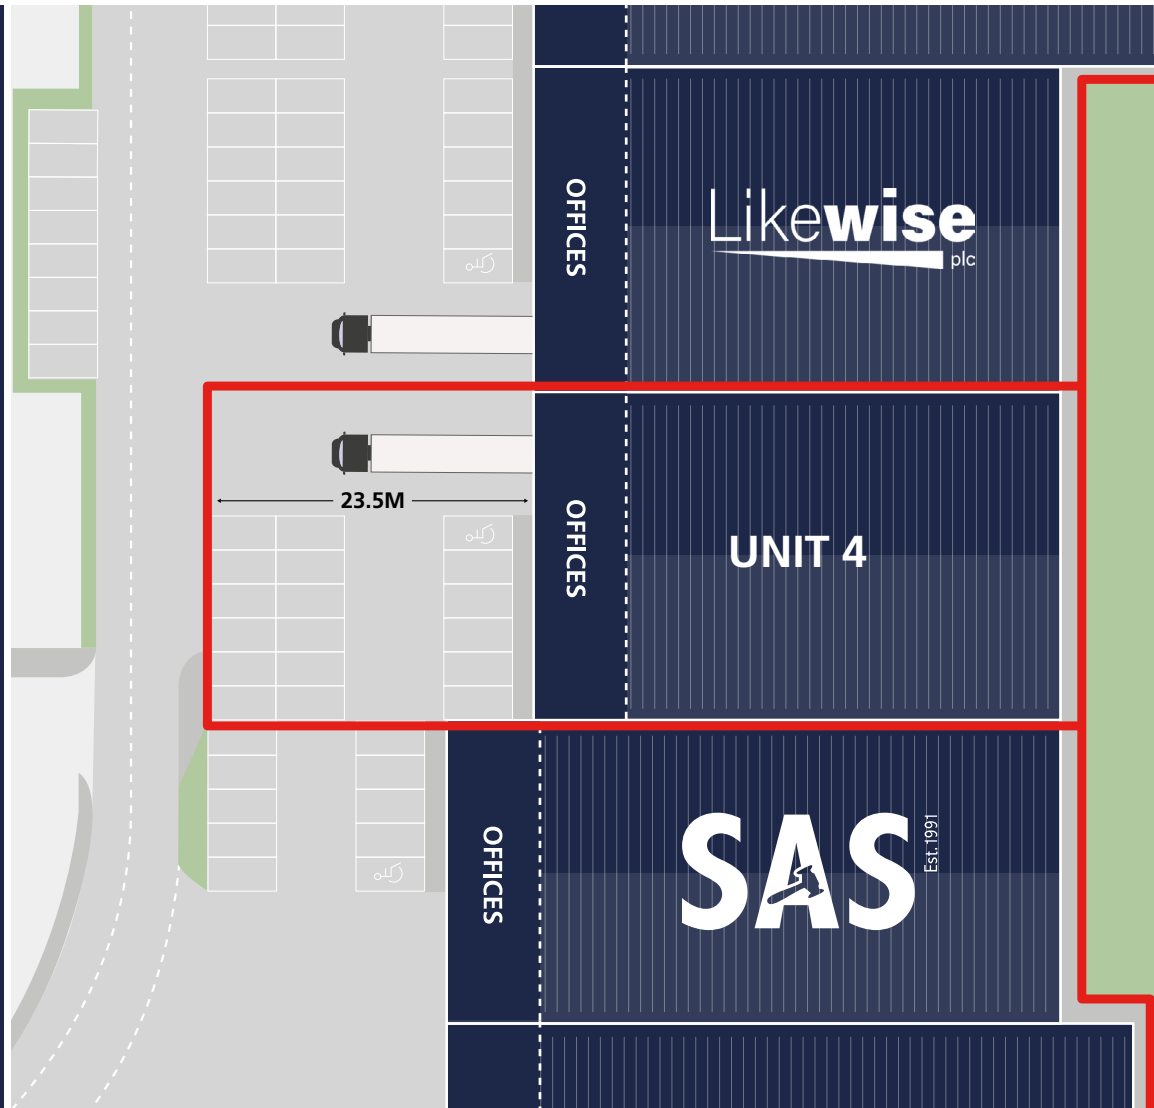 OFFICES
Likewise
plc
23.5M
OFFICES
UNIT 4
OFFICES
SAS
Est.1991